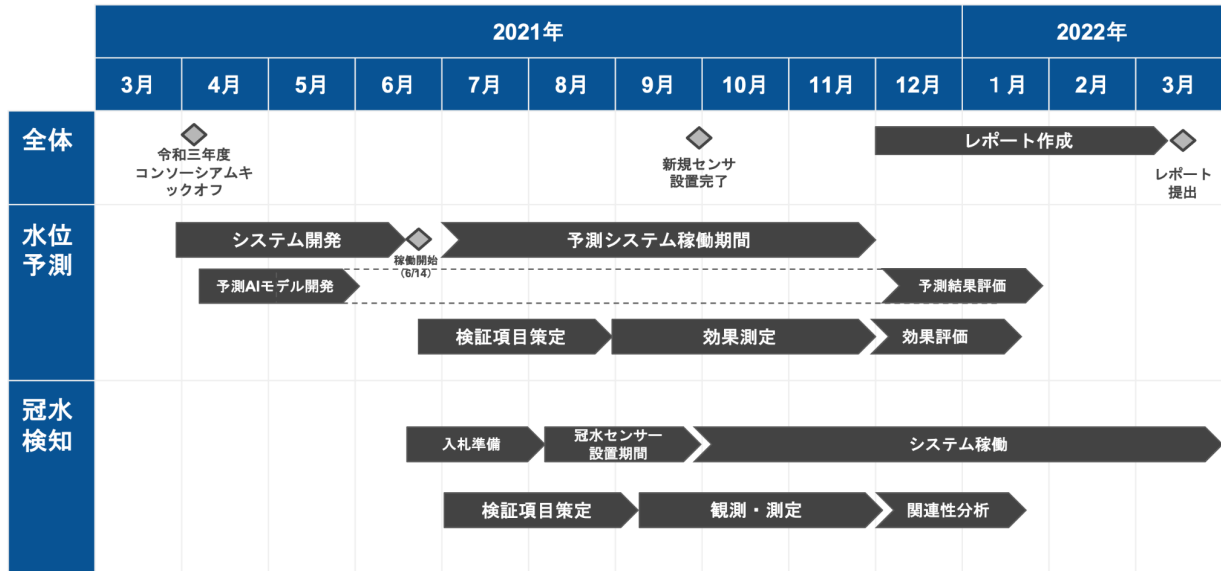 2021年
2022年
3月
4月
5月
6月
7月
8月
9月
10月
11月
12月
１月
2月
3月
全体
令和三年度
コンソーシアムキ
ックオフ
新規センサ
設置完了
レポート作成
レポート
提出
水位
予測
システム開発
稼働開始
（6/14）
予測システム稼働期間
予測AIモデル開発
予測結果評価
検証項目策定
効果測定
効果評価
冠水
検知
入札準備
冠水センサー
設置期間
システム稼働
検証項目策定
観測・測定
関連性分析